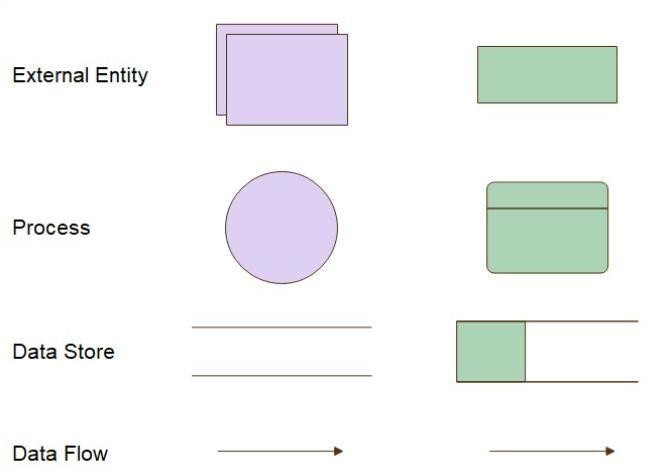 External Entity
Process
Data Store
Data Flow